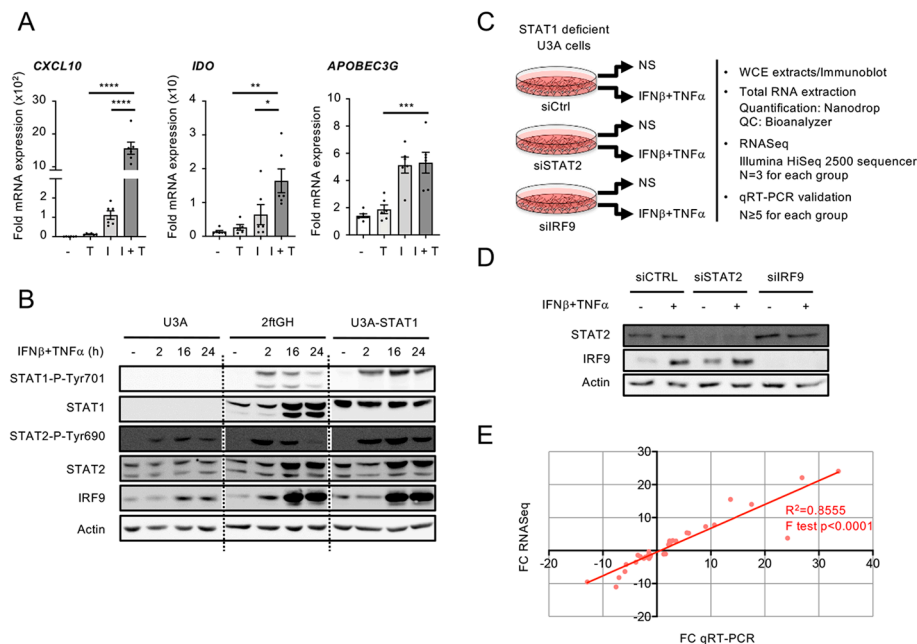 A
CXCL10
IDO
APOBEC3G
****
****
**
*
***
Fold mRNA expression (x10²)
30
20
10
2
1
0
- T I I + T
Fold mRNA expression (x10)
4
3
2
1
0
- T I I + T
Fold mRNA expression
10
8
6
4
2
0
- T I I + T
B
U3A 2ftGH U3A-STAT1
IFNβ+TNFα (h) - 2 16 24 - 2 16 24 - 2 16 24
STAT1-P-Tyr701
STAT1
STAT2-P-Tyr690
STAT2
IRF9
Actin
C
STAT1 deficient
U3A cells
NS
IFNβ+TNFα
siCtrl
NS
IFNβ+TNFα
siSTAT2
NS
IFNβ+TNFα
siIRF9
• WCE extracts/Immunoblot
• Total RNA extraction
Quantification: Nanodrop
QC: Bioanalyzer
• RNASeq
Illumina HiSeq 2500 sequencer
N=3 for each group
• qRT-PCR validation
N≥5 for each group
D
siCTRL siSTAT2 siIRF9
IFNβ+TNFα - + - + - +
STAT2
IRF9
Actin
E
FC RNASeq
30
20
10
0
-10
-20
-20 -10 0 10 20 30 40
R²=0.8555
F test p<0.0001
FC qRT-PCR